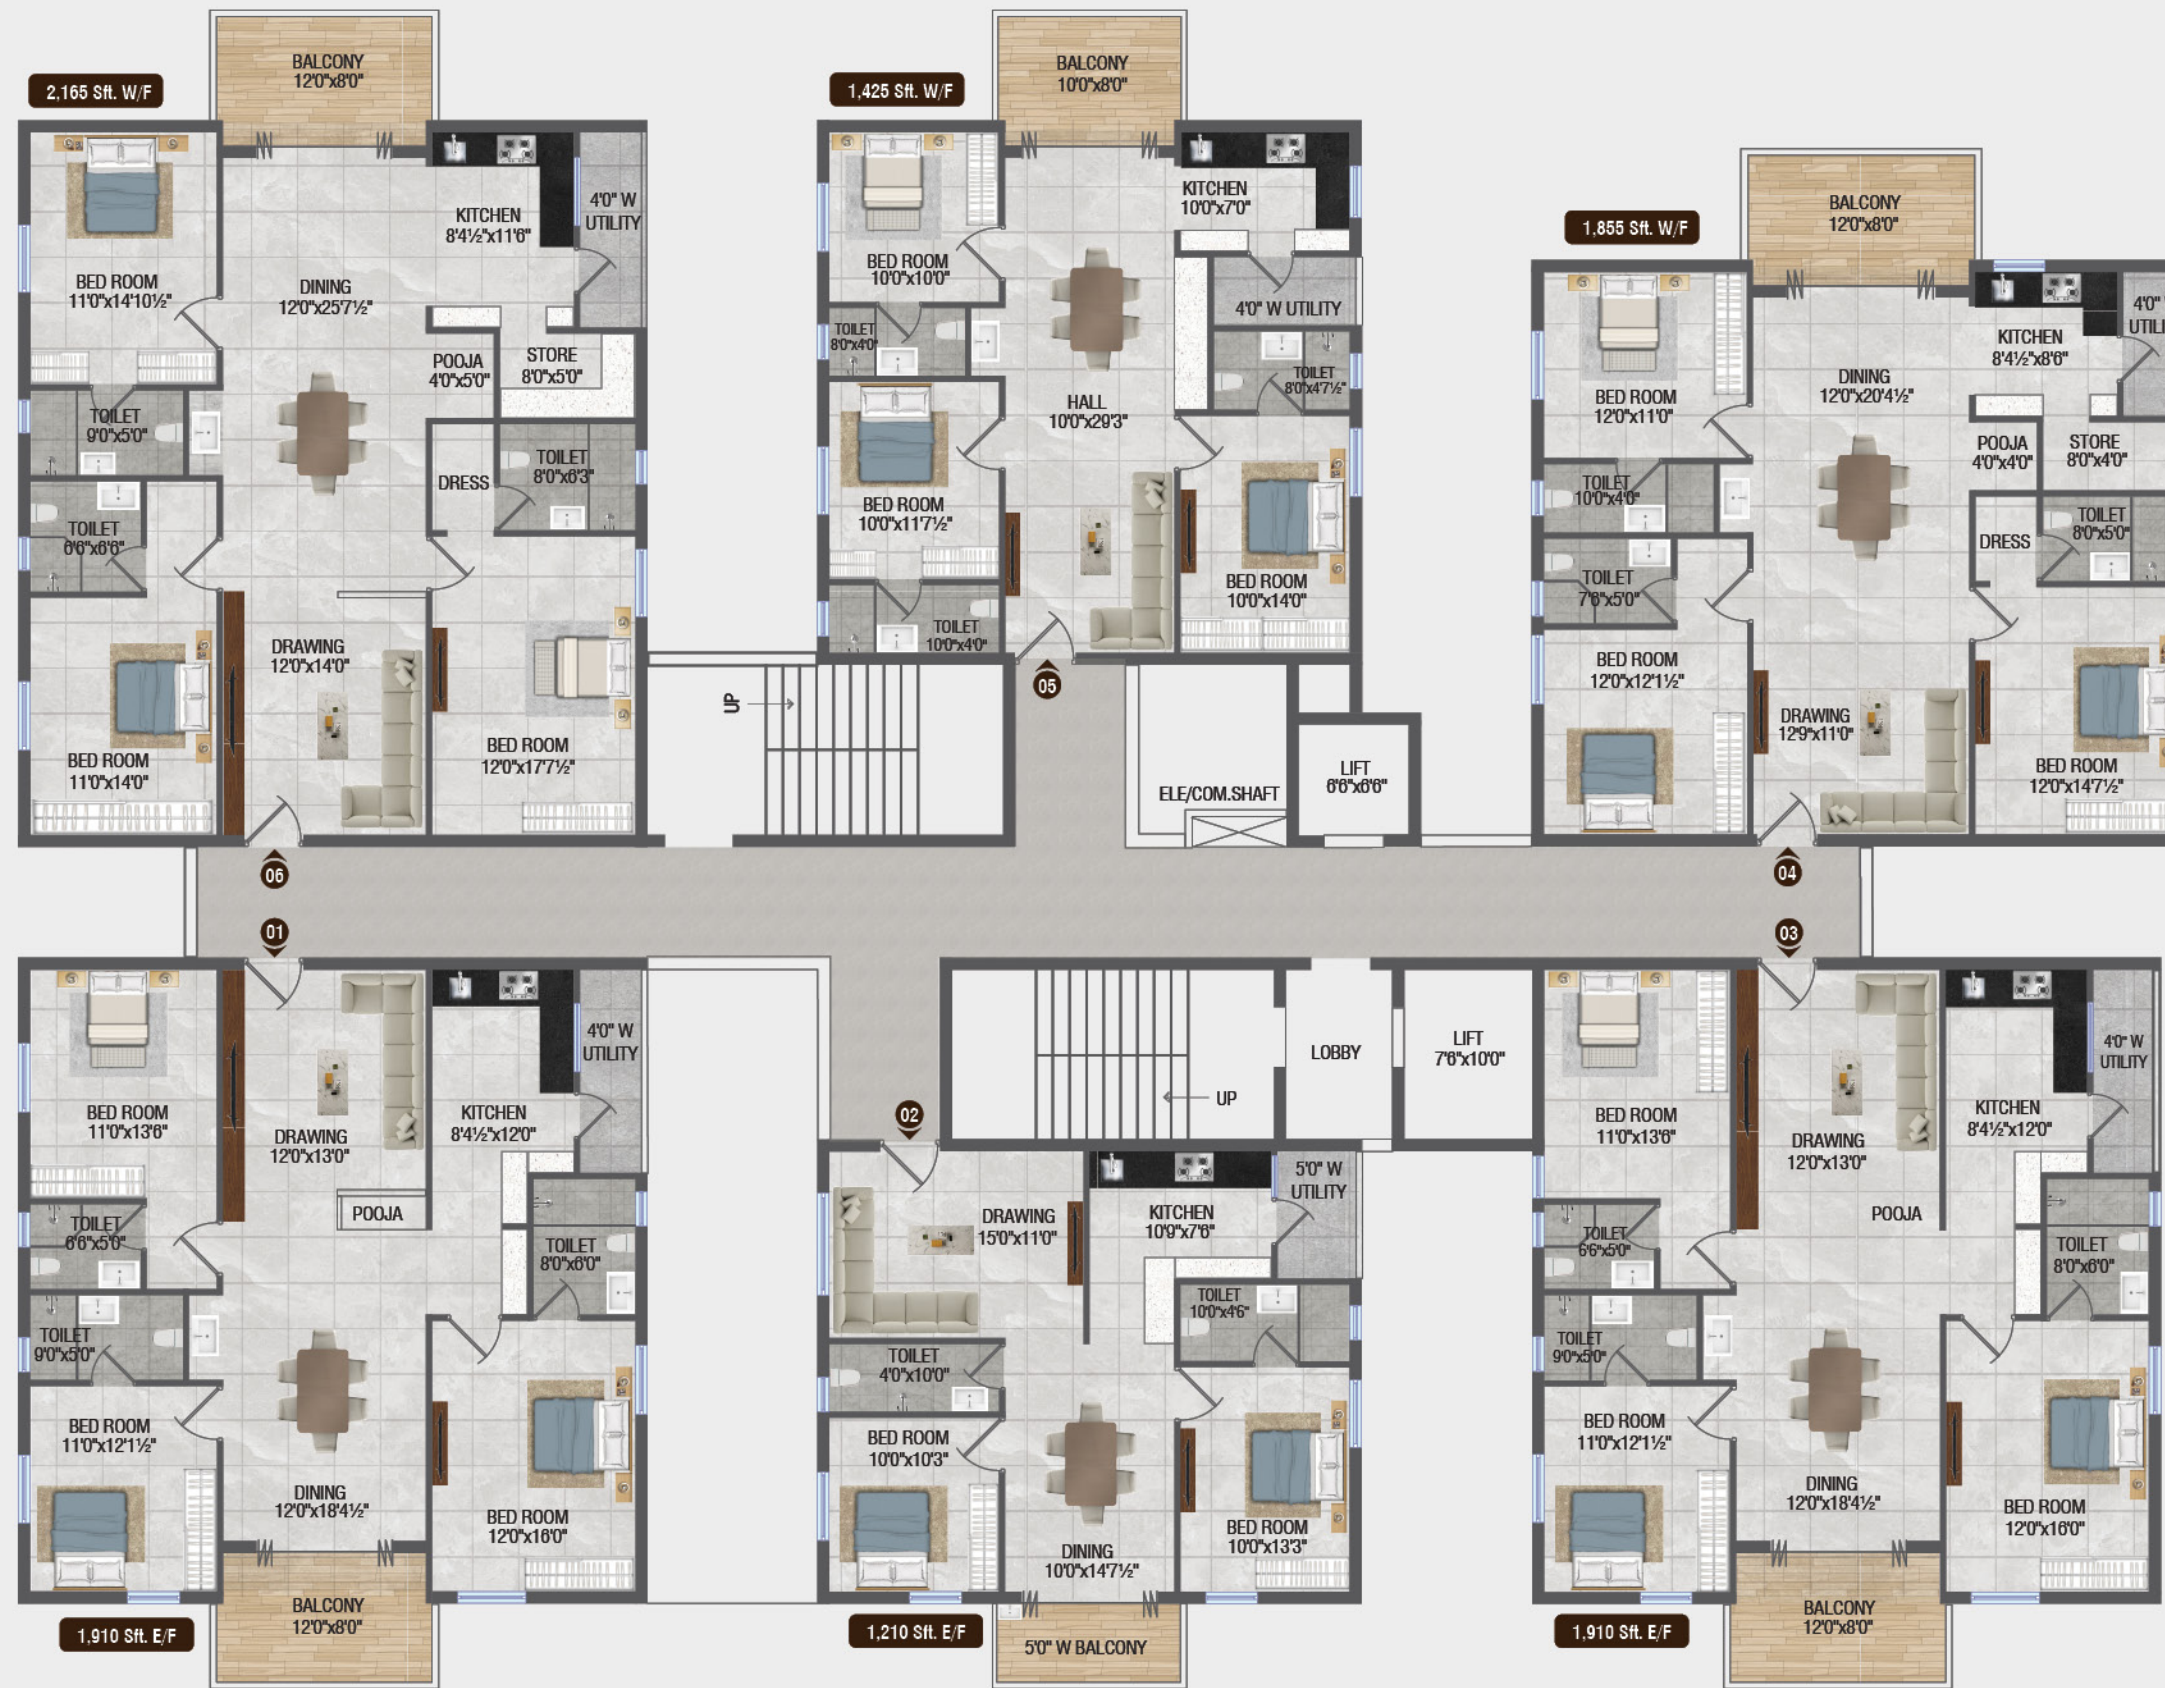 2,165 Sft. W/F
BALCONY
12'0"x8'0"
BED ROOM
11'0"x14'10½"
DINING
12'0"x25'7½"
KITCHEN
8'4½"x11'6"
4'0" W
UTILITY
POOJA
4'0"x5'0"
STORE
8'0"x5'0"
TOILET
9'0"x5'0"
DRESS
TOILET
8'0"x6'3"
TOILET
6'6"x6'6"
DRAWING
12'0"x14'0"
BED ROOM
11'0"x14'0"
BED ROOM
12'0"x17'7½"
06
1,425 Sft. W/F
BALCONY
10'0"x8'0"
KITCHEN
10'0"x7'0"
BED ROOM
10'0"x10'0"
4'0" W UTILITY
TOILET
8'0"x4'0"
TOILET
8'0"x4'7½"
HALL
10'0"x29'3"
BED ROOM
10'0"x11'7½"
BED ROOM
10'0"x14'0"
TOILET
10'0"x4'0"
05
UP
ELE/COM.SHAFT
LIFT
6'6"x6'6"
1,855 Sft. W/F
BALCONY
12'0"x8'0"
4'0"
KITCHEN
8'4½"x8'6"
DINING
12'0"x20'4½"
BED ROOM
12'0"x11'0"
POOJA
4'0"x4'0"
STORE
8'0"x4'0"
TOILET
10'0"x4'0"
TOILET
8'0"x5'0"
DRESS
TOILET
7'6"x5'0"
BED ROOM
12'0"x12'1½"
DRAWING
12'9"x11'0"
BED ROOM
12'0"x14'7½"
04
01
4'0" W
UTILITY
BED ROOM
11'0"x13'6"
DRAWING
12'0"x13'0"
KITCHEN
8'4½"x12'0"
POOJA
TOILET
6'6"x5'0"
TOILET
8'0"x6'0"
TOILET
9'0"x5'0"
BED ROOM
11'0"x12'1½"
DINING
12'0"x18'4½"
BED ROOM
12'0"x16'0"
BALCONY
12'0"x8'0"
1,910 Sft. E/F
02
UP
LOBBY
LIFT
7'6"x10'0"
DRAWING
15'0"x11'0"
KITCHEN
10'9"x7'6"
5'0" W
UTILITY
TOILET
10'0"x4'6"
TOILET
4'0"x10'0"
BED ROOM
10'0"x10'3"
BED ROOM
10'0"x13'3"
DINING
10'0"x14'7½"
5'0" W BALCONY
1,210 Sft. E/F
03
4'0" W
UTILITY
BED ROOM
11'0"x13'6"
DRAWING
12'0"x13'0"
KITCHEN
8'4½"x12'0"
POOJA
TOILET
6'6"x5'0"
TOILET
8'0"x6'0"
TOILET
9'0"x5'0"
BED ROOM
11'0"x12'1½"
DINING
12'0"x18'4½"
BED ROOM
12'0"x16'0"
BALCONY
12'0"x8'0"
1,910 Sft. E/F